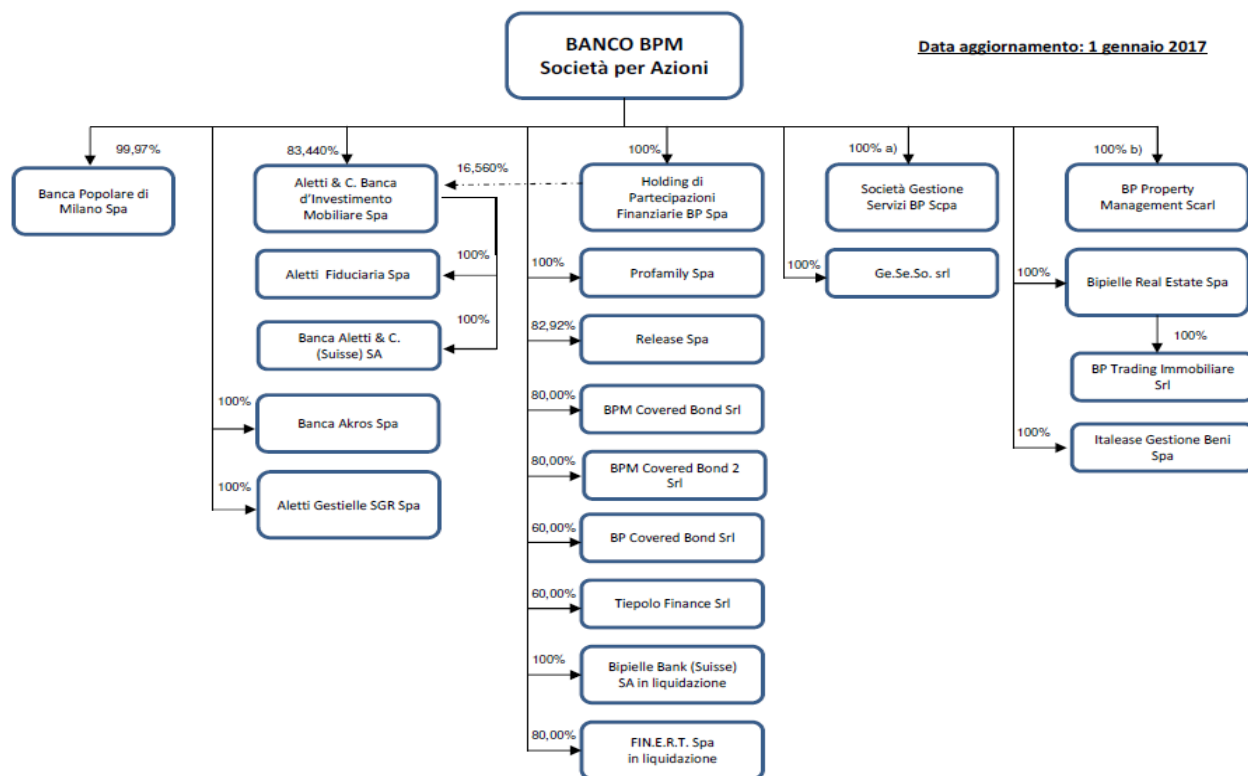 BANCO BPM
Società per Azioni
Data aggiornamento: 1 gennaio 2017
99,97%
83,440%
16,560%
100%
100% a)
100% b)
Banca Popolare di
Milano Spa
Aletti & C. Banca
d'Investimento
Mobiliare Spa
Holding di
Partecipazioni
Finanziarie BP Spa
Società Gestione
Servizi BP Scpa
BP Property
Management Scarl
100%
Aletti Fiduciaria Spa
100%
Profamily Spa
100%
Ge.Se.So. srl
100%
Bipielle Real Estate Spa
100%
Banca Aletti & C.
(Suisse) SA
82,92%
Release Spa
100%
BP Trading Immobiliare
Srl
100%
Banca Akros Spa
80,00%
BPM Covered Bond Srl
100%
Italease Gestione Beni
Spa
100%
Aletti Gestielle SGR Spa
80,00%
BPM Covered Bond 2
Srl
60,00%
BP Covered Bond Srl
60,00%
Tiepolo Finance Srl
100%
Bipielle Bank (Suisse)
SA in liquidazione
80,00%
FIN.E.R.T. Spa
in liquidazione